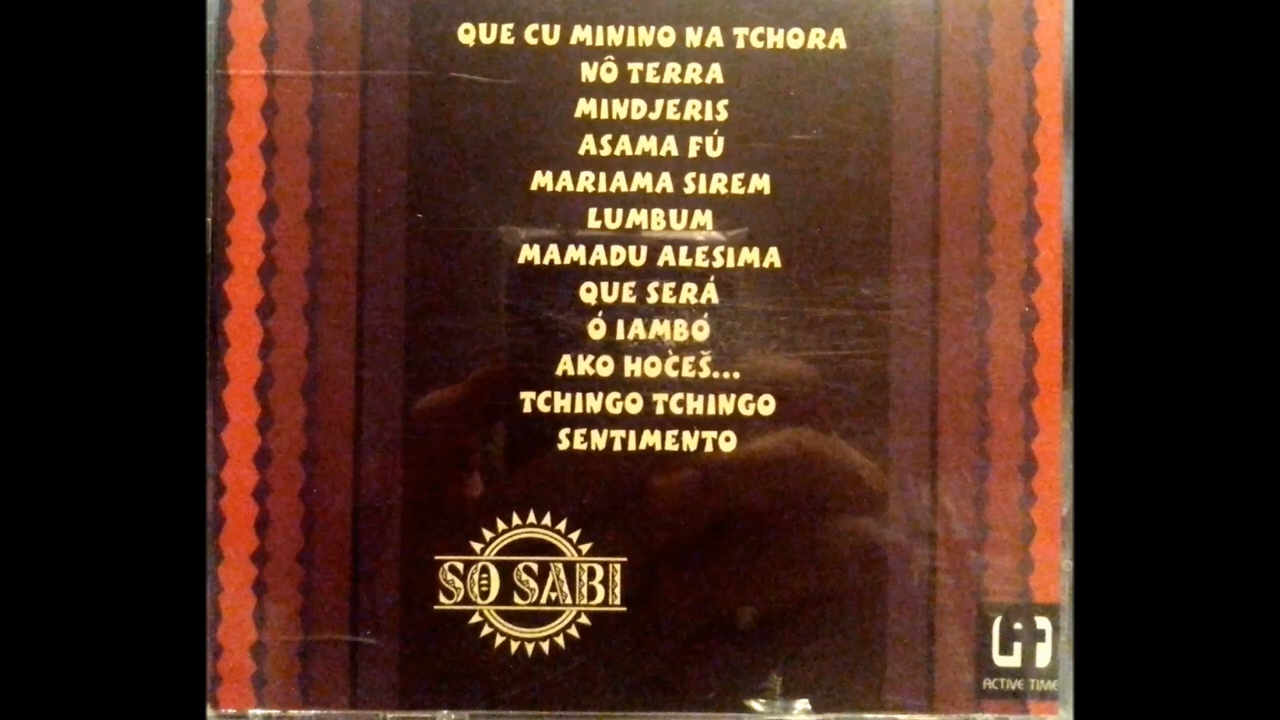 QUE CU MININO NA TCHORA
NÔ TERRA
MINDJERIS
ASAMA FÚ
MARIAMA SIREM
LUMBUM
MAMADU ALESIMA
QUE SERÁ
Ó IAMBÓ
AKO HOĊEŠ...
TCHINGO TCHINGO
SENTIMENTO
SO SABI
ACTIVE TIME